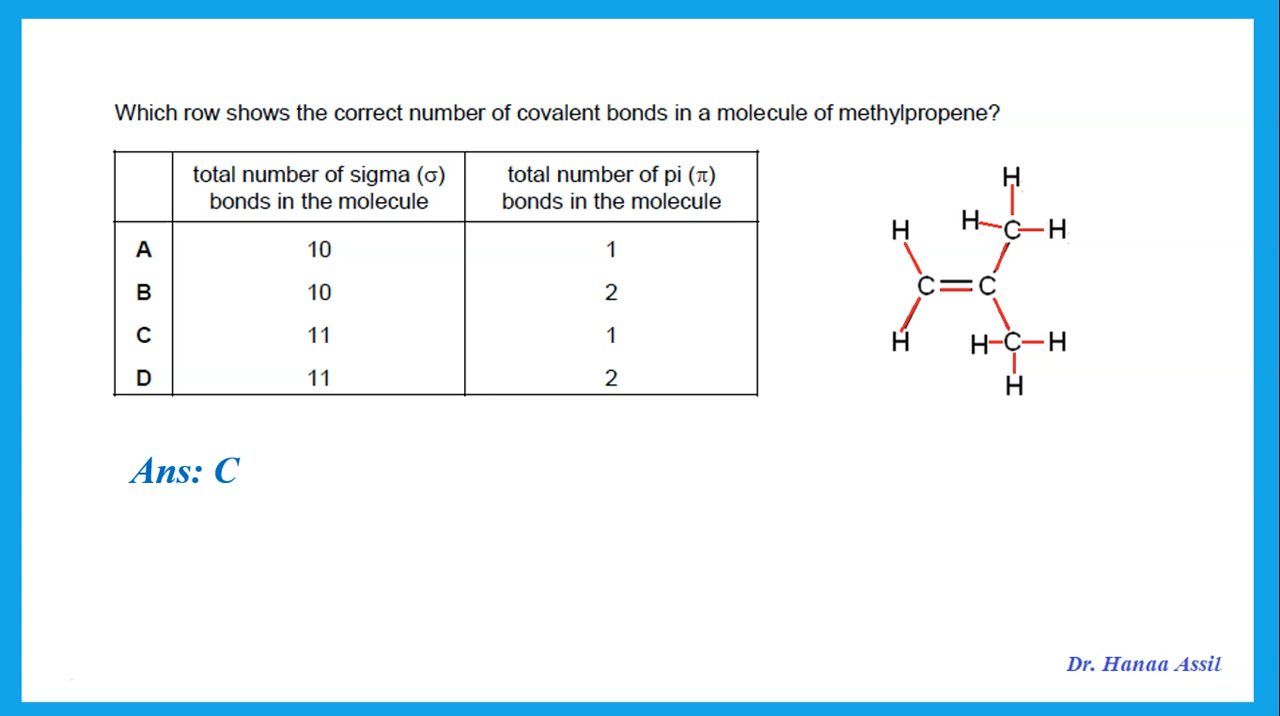 Which row shows the correct number of covalent bonds in a molecule of methylpropene?
total number of sigma (σ) bonds in the molecule
total number of pi (π) bonds in the molecule
A 10 1
B 10 2
C 11 1
D 11 2
H
H H C H
C C
H H C H
H
Ans: C
Dr. Hanaa Assil